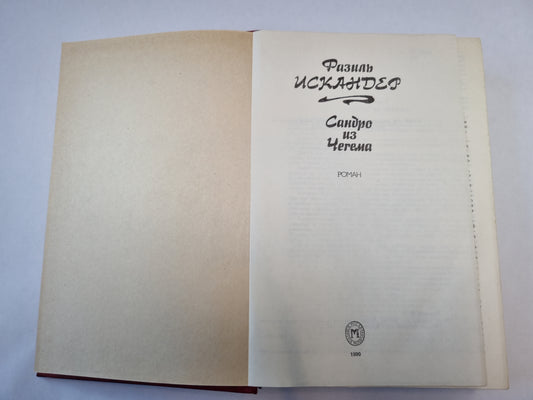 Фазиль
ИСКАНДЕР
Сандро
из
Чегема
РОМАН
М
1990